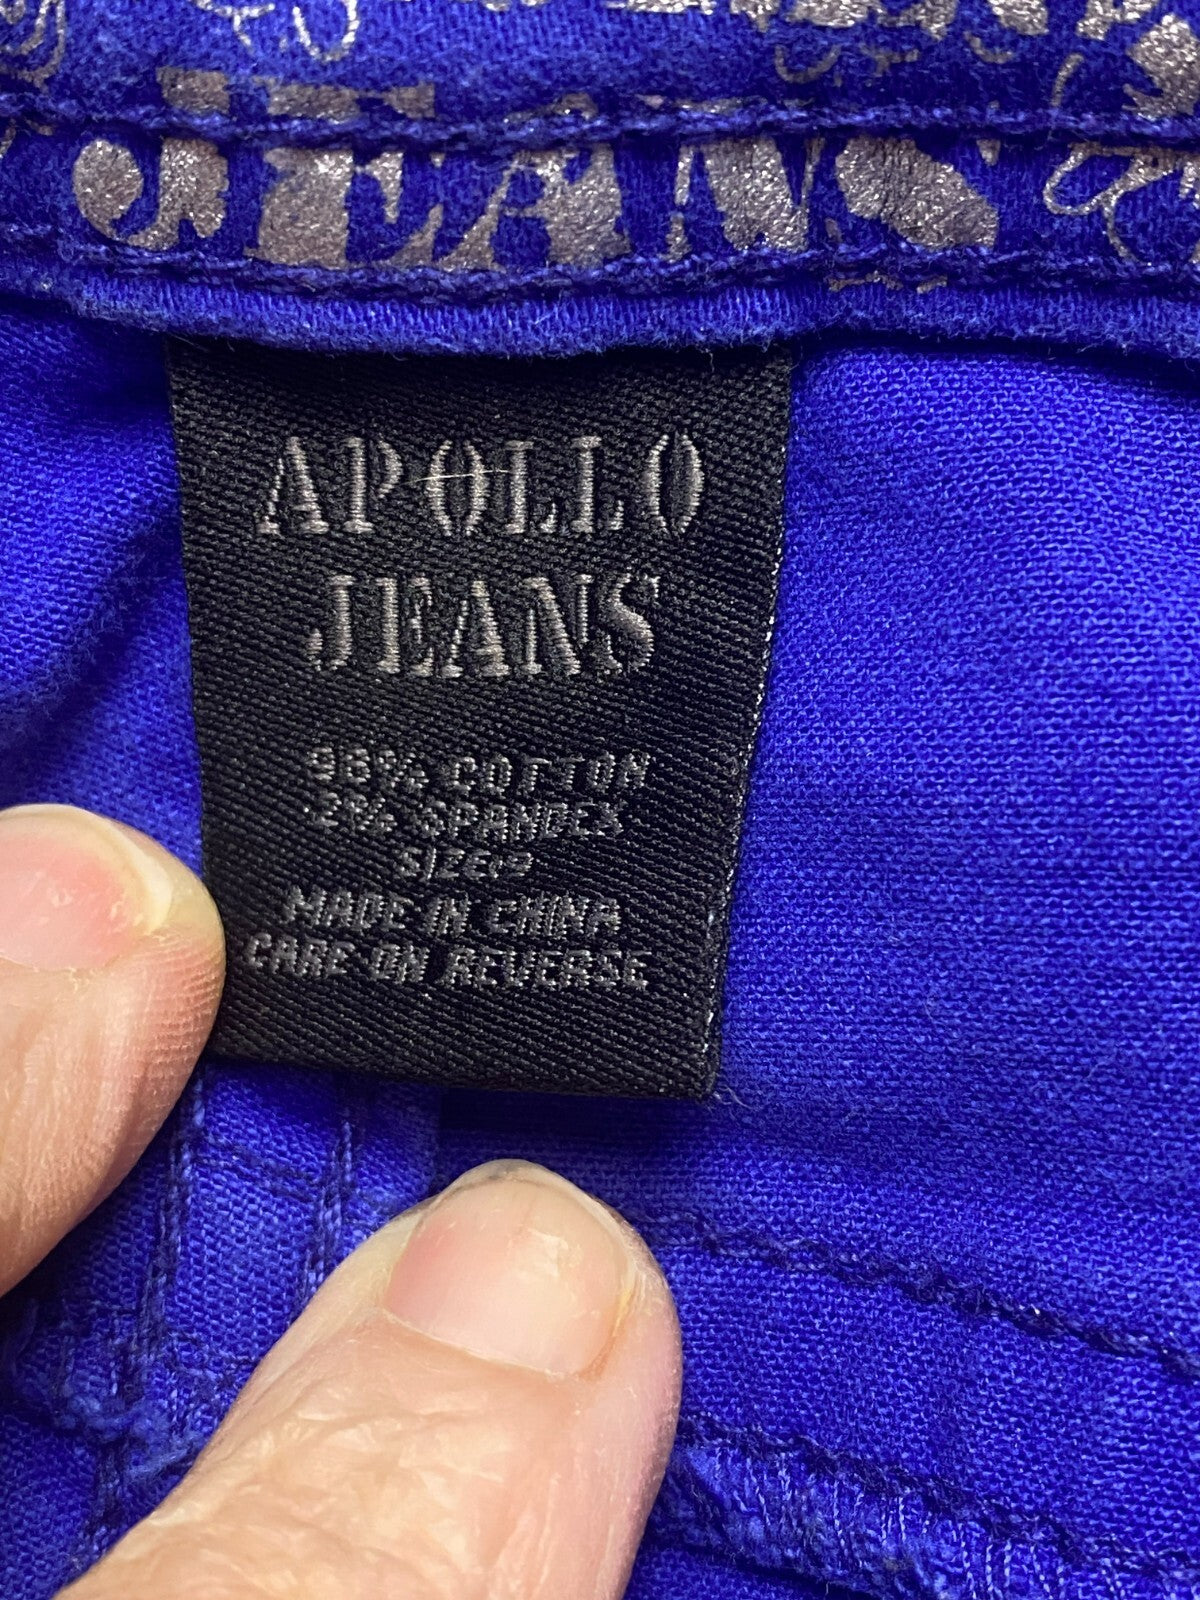 JEANS
APOLLO
JEANS
98% COTTON
2% SPANDEX
SIZE:9
MADE IN CHINA
CARE ON REVERSE